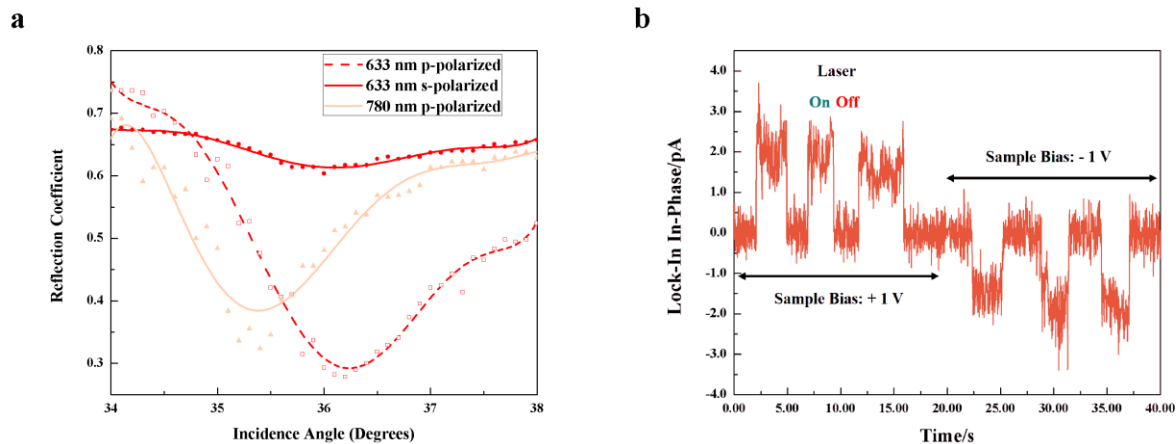 a
0.8
0.7
0.6
0.5
0.4
0.3
Reflection Coefficient
633 nm p-polarized
633 nm s-polarized
780 nm p-polarized
34
35
36
37
38
Incidence Angle (Degrees)
b
4.0
3.0
2.0
1.0
0.0
-1.0
-2.0
-3.0
-4.0
Lock-In In-Phase/pA
Laser
On Off
Sample Bias: - 1 V
Sample Bias: + 1 V
0.00
5.00
10.00
15.00
20.00
25.00
30.00
35.00
40.00
Time/s